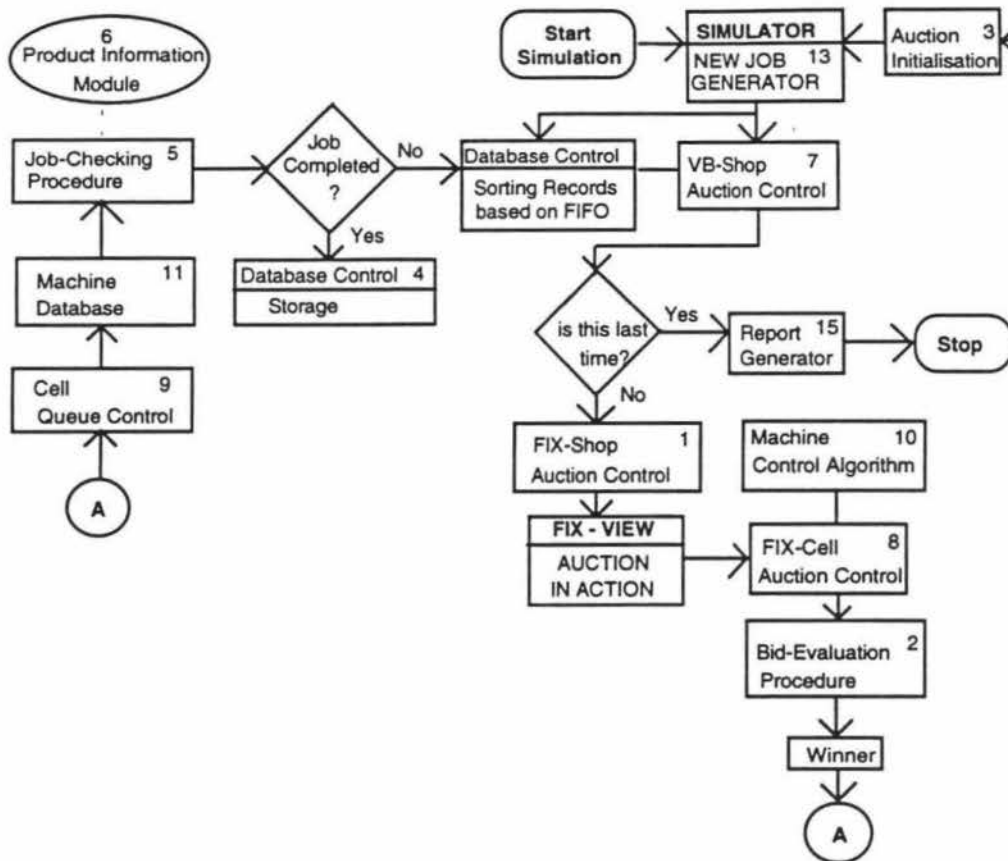 6
Product Information
Module
Start
Simulation
SIMULATOR
NEW JOB 13
GENERATOR
Auction 3
Initialisation
Job-Checking 5
Procedure
Job
Completed
?
No
Yes
Database Control
Sorting Records
based on FIFO
VB-Shop 7
Auction Control
Machine 11
Database
Database Control 4
Storage
is this last
time?
Yes
No
Report 15
Generator
Stop
Cell 9
Queue Control
A
FIX-Shop 1
Auction Control
Machine 10
Control Algorithm
FIX - VIEW
AUCTION
IN ACTION
FIX-Cell 8
Auction Control
Bid-Evaluation 2
Procedure
Winner
A